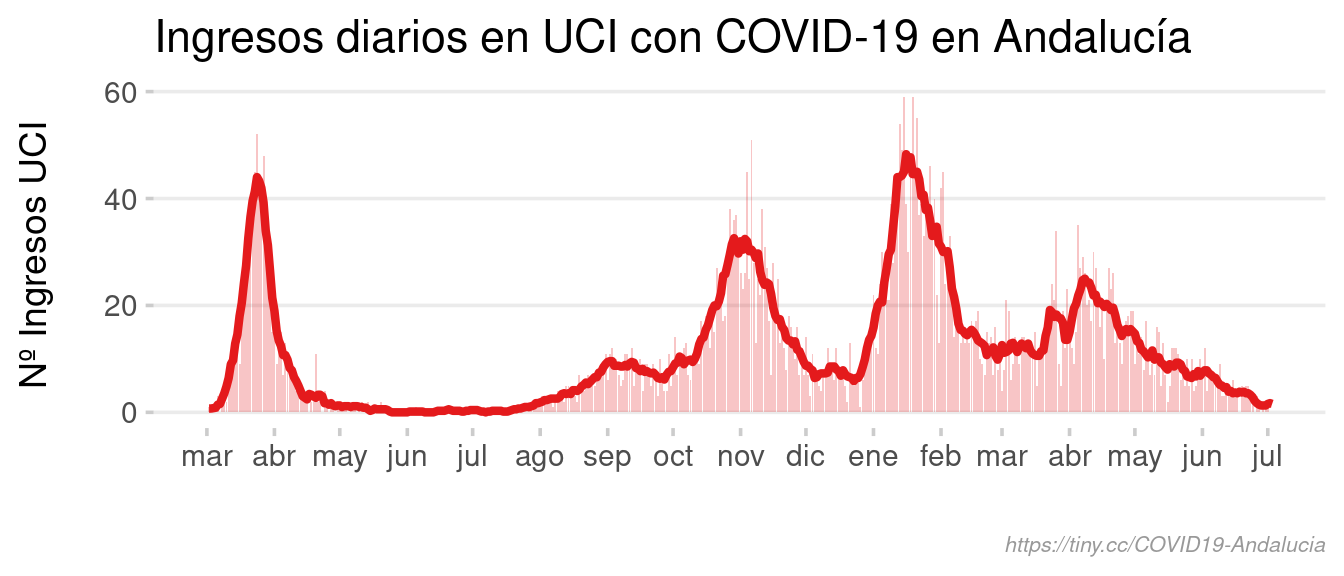 Ingresos diarios en UCI con COVID-19 en Andalucía
Nº Ingresos UCI
60
40
20
0
mar abr may jun jul ago sep oct nov dic ene feb mar abr may jun jul
https://tiny.cc/COVID19-Andalucia